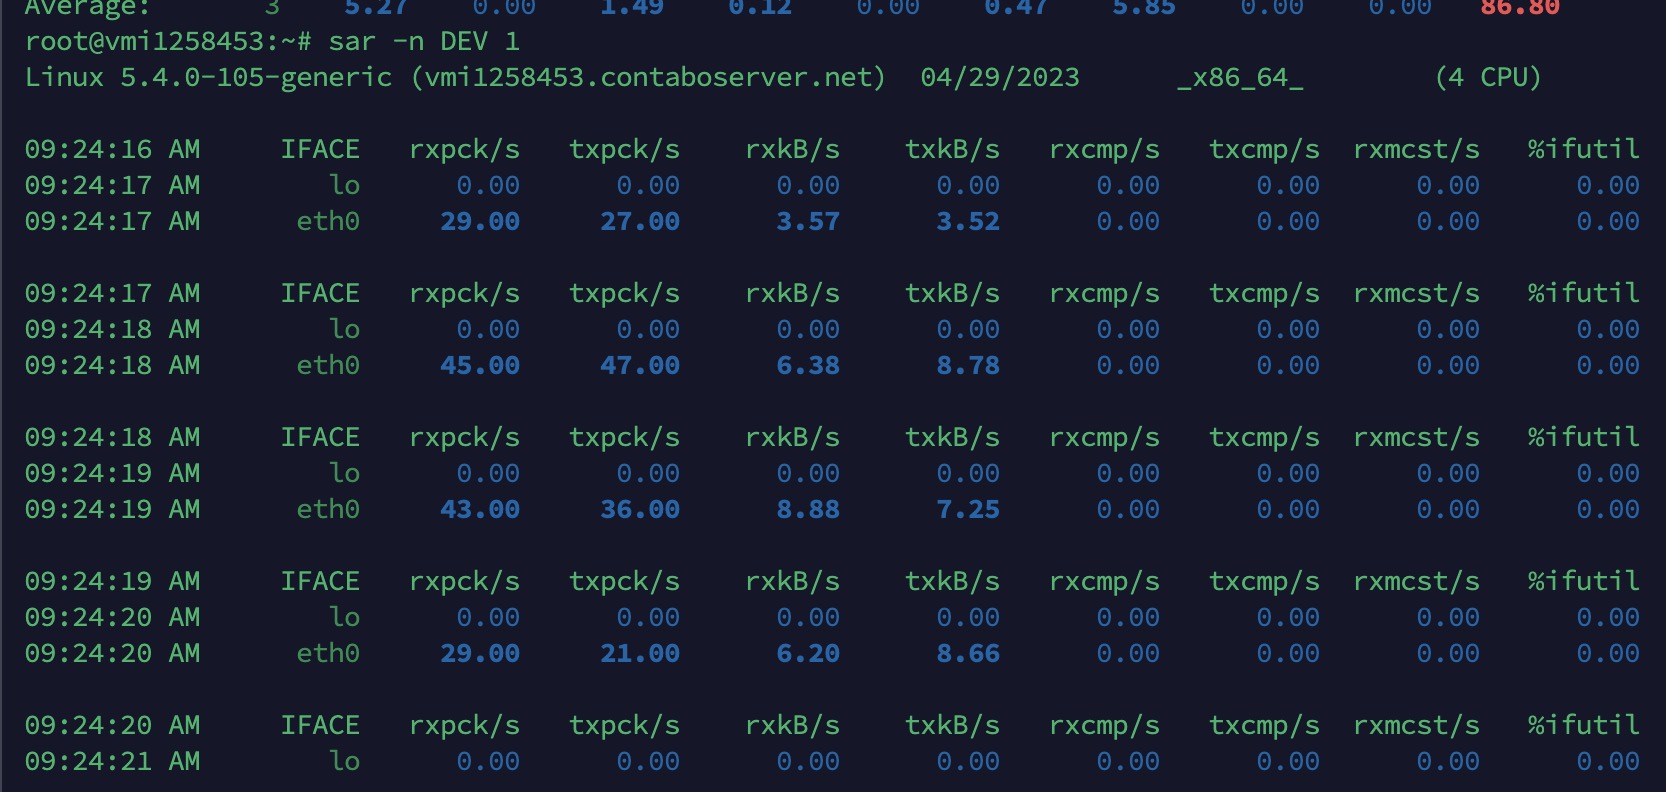 Average: 3 5.27 0.00 1.49 0.12 0.00 0.47 5.85 0.00 0.00 86.80
root@vmi1258453:~# sar -n DEV 1
Linux 5.4.0-105-generic (vmi1258453.contaboserver.net) 04/29/2023 _x86_64_ (4 CPU)
09:24:16 AM IFACE rxpck/s txpck/s rxkB/s txkB/s rxcmp/s txcmp/s rxmcst/s %ifutil
09:24:17 AM lo 0.00 0.00 0.00 0.00 0.00 0.00 0.00 0.00
09:24:17 AM eth0 29.00 27.00 3.57 3.52 0.00 0.00 0.00 0.00
09:24:17 AM IFACE rxpck/s txpck/s rxkB/s txkB/s rxcmp/s txcmp/s rxmcst/s %ifutil
09:24:18 AM lo 0.00 0.00 0.00 0.00 0.00 0.00 0.00 0.00
09:24:18 AM eth0 45.00 47.00 6.38 8.78 0.00 0.00 0.00 0.00
09:24:18 AM IFACE rxpck/s txpck/s rxkB/s txkB/s rxcmp/s txcmp/s rxmcst/s %ifutil
09:24:19 AM lo 0.00 0.00 0.00 0.00 0.00 0.00 0.00 0.00
09:24:19 AM eth0 43.00 36.00 8.88 7.25 0.00 0.00 0.00 0.00
09:24:19 AM IFACE rxpck/s txpck/s rxkB/s txkB/s rxcmp/s txcmp/s rxmcst/s %ifutil
09:24:20 AM lo 0.00 0.00 0.00 0.00 0.00 0.00 0.00 0.00
09:24:20 AM eth0 29.00 21.00 6.20 8.66 0.00 0.00 0.00 0.00
09:24:20 AM IFACE rxpck/s txpck/s rxkB/s txkB/s rxcmp/s txcmp/s rxmcst/s %ifutil
09:24:21 AM lo 0.00 0.00 0.00 0.00 0.00 0.00 0.00 0.00